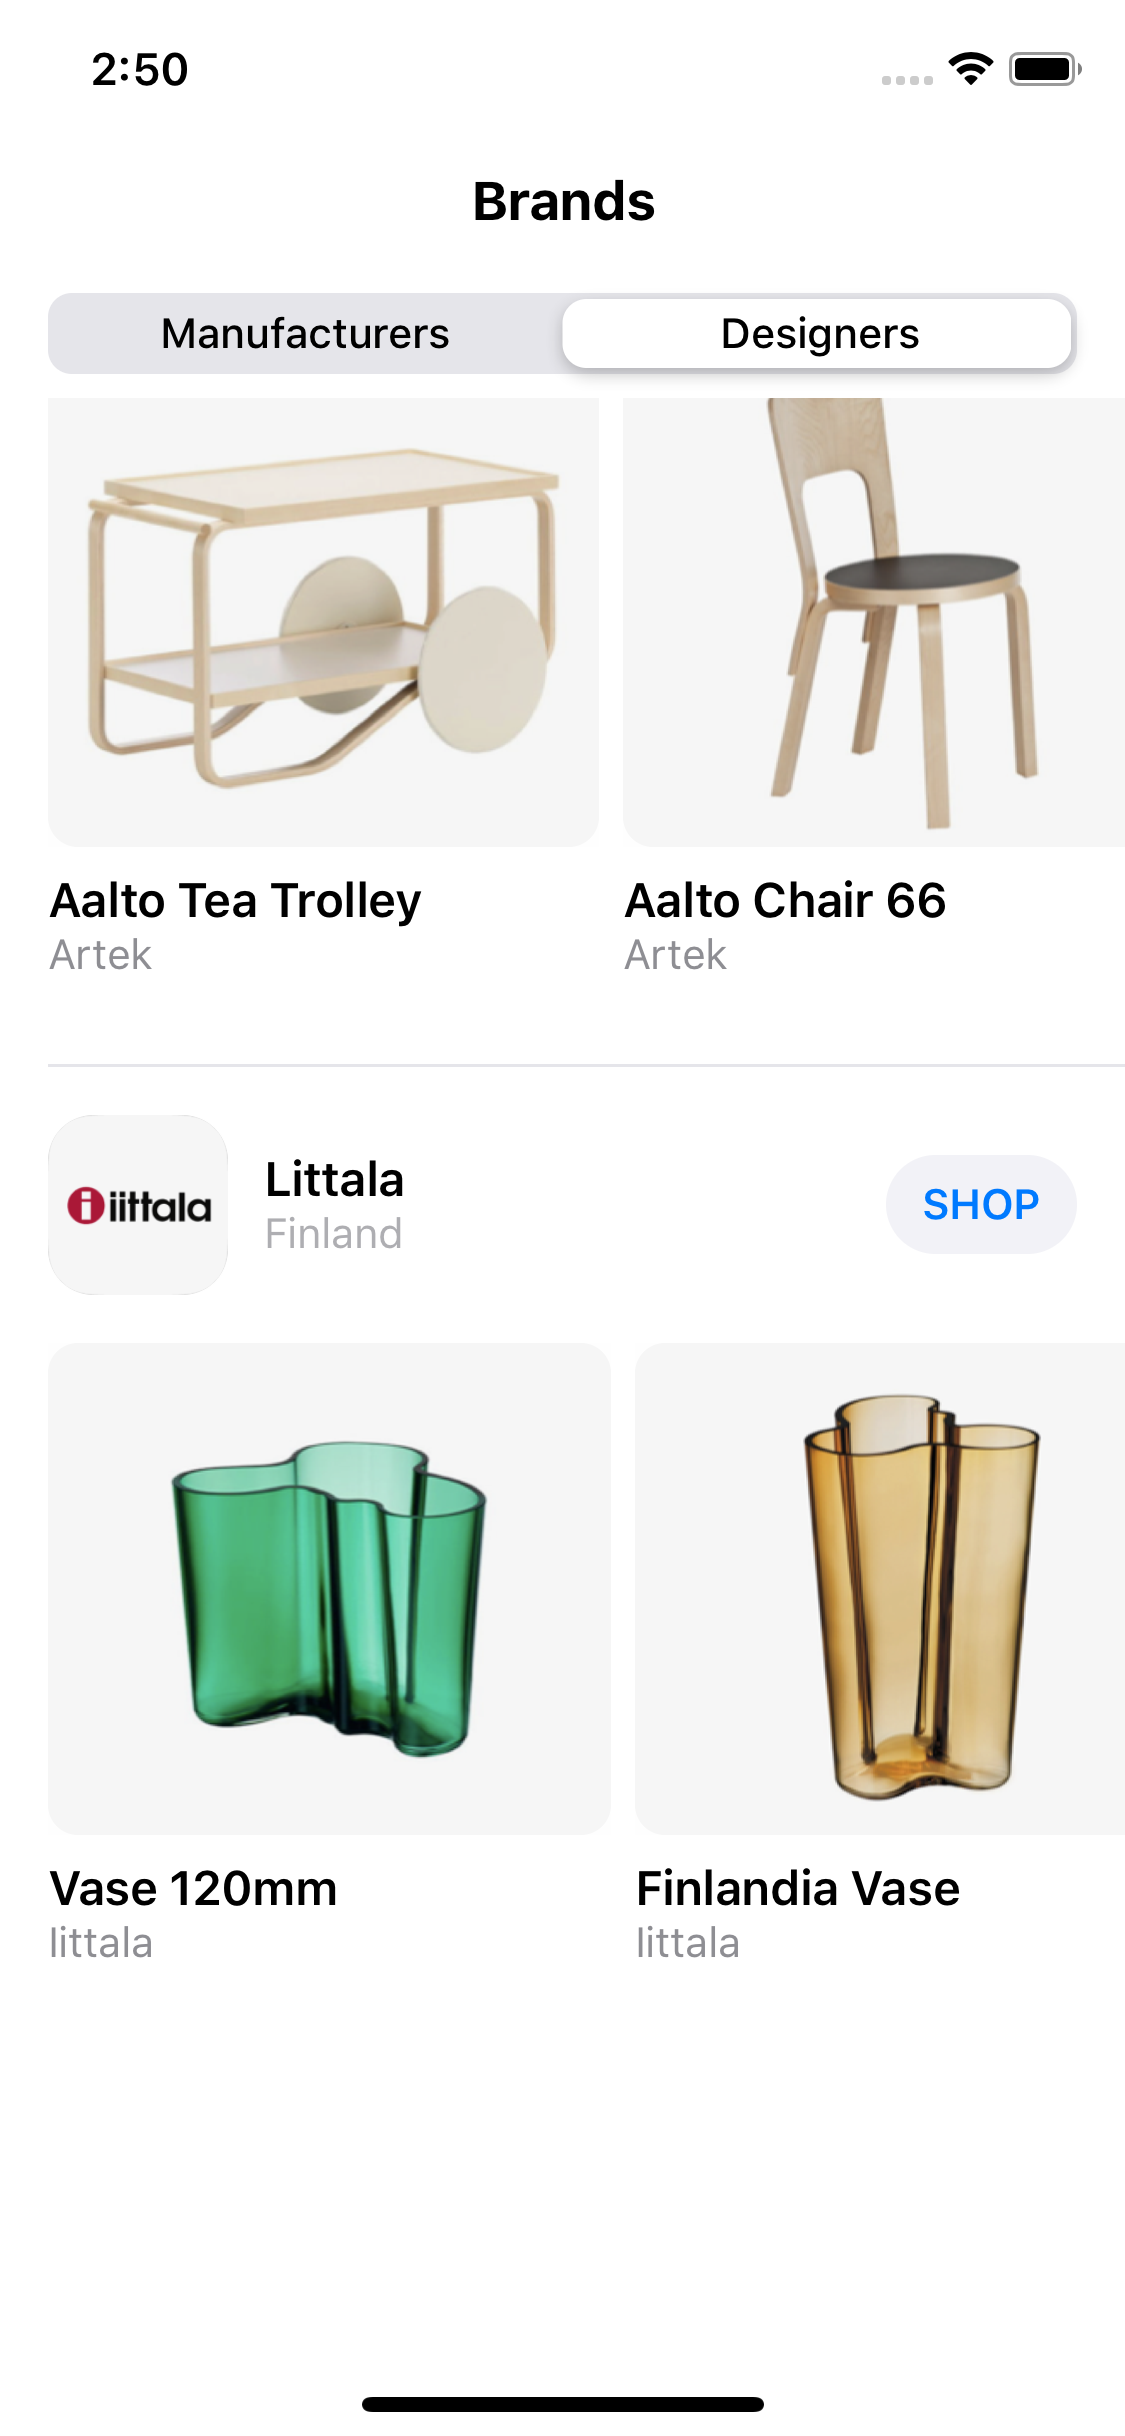 2:50
Brands
Manufacturers
Designers
Aalto Tea Trolley
Artek
Aalto Chair 66
Artek
iittala
Littala
Finland
SHOP
Vase 120mm
Iittala
Finlandia Vase
Iittala